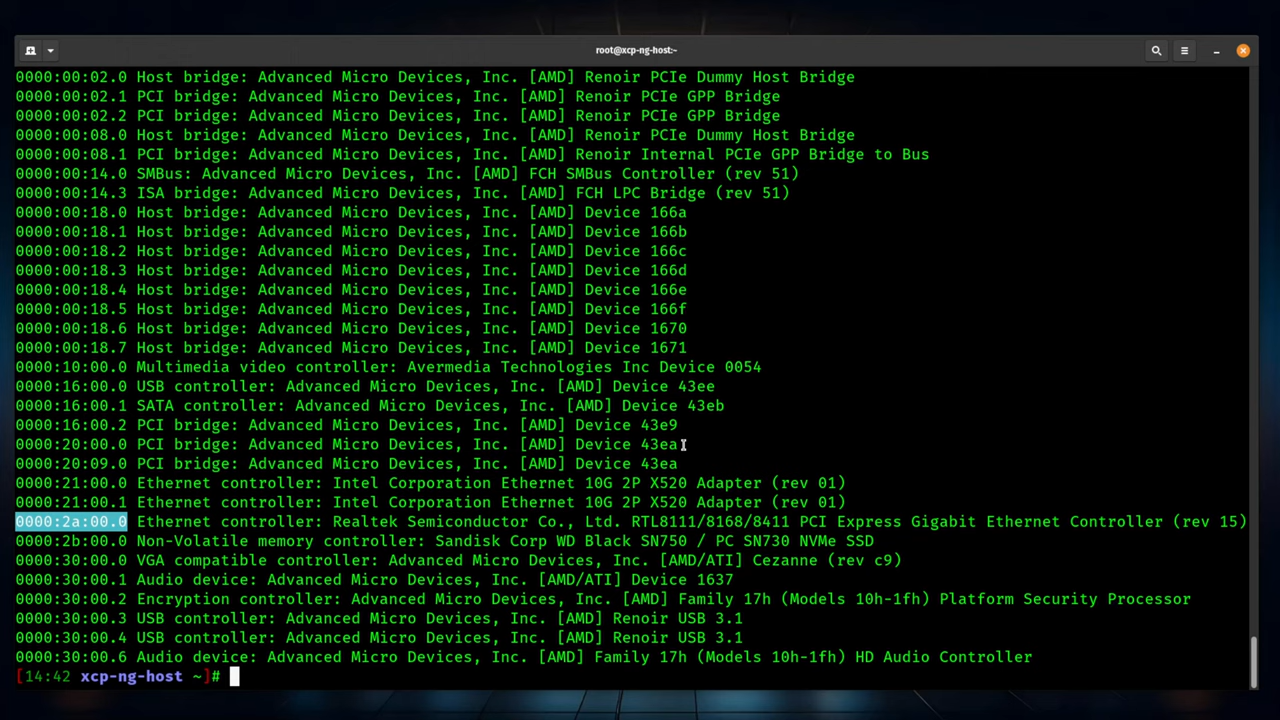 root@xcp-ng-host:~
0000:00:02.0 Host bridge: Advanced Micro Devices, Inc. [AMD] Renoir PCIe Dummy Host Bridge
0000:00:02.1 PCI bridge: Advanced Micro Devices, Inc. [AMD] Renoir PCIe GPP Bridge
0000:00:02.2 PCI bridge: Advanced Micro Devices, Inc. [AMD] Renoir PCIe GPP Bridge
0000:00:08.0 Host bridge: Advanced Micro Devices, Inc. [AMD] Renoir PCIe Dummy Host Bridge
0000:00:08.1 PCI bridge: Advanced Micro Devices, Inc. [AMD] Renoir Internal PCIe GPP Bridge to Bus
0000:00:14.0 SMBus: Advanced Micro Devices, Inc. [AMD] FCH SMBus Controller (rev 51)
0000:00:14.3 ISA bridge: Advanced Micro Devices, Inc. [AMD] FCH LPC Bridge (rev 51)
0000:00:18.0 Host bridge: Advanced Micro Devices, Inc. [AMD] Device 166a
0000:00:18.1 Host bridge: Advanced Micro Devices, Inc. [AMD] Device 166b
0000:00:18.2 Host bridge: Advanced Micro Devices, Inc. [AMD] Device 166c
0000:00:18.3 Host bridge: Advanced Micro Devices, Inc. [AMD] Device 166d
0000:00:18.4 Host bridge: Advanced Micro Devices, Inc. [AMD] Device 166e
0000:00:18.5 Host bridge: Advanced Micro Devices, Inc. [AMD] Device 166f
0000:00:18.6 Host bridge: Advanced Micro Devices, Inc. [AMD] Device 1670
0000:00:18.7 Host bridge: Advanced Micro Devices, Inc. [AMD] Device 1671
0000:10:00.0 Multimedia video controller: Avermedia Technologies Inc Device 0054
0000:16:00.0 USB controller: Advanced Micro Devices, Inc. [AMD] Device 43ee
0000:16:00.1 SATA controller: Advanced Micro Devices, Inc. [AMD] Device 43eb
0000:16:00.2 PCI bridge: Advanced Micro Devices, Inc. [AMD] Device 43e9
0000:20:00.0 PCI bridge: Advanced Micro Devices, Inc. [AMD] Device 43ea
0000:20:09.0 PCI bridge: Advanced Micro Devices, Inc. [AMD] Device 43ea
0000:21:00.0 Ethernet controller: Intel Corporation Ethernet 10G 2P X520 Adapter (rev 01)
0000:21:00.1 Ethernet controller: Intel Corporation Ethernet 10G 2P X520 Adapter (rev 01)
0000:2a:00.0 Ethernet controller: Realtek Semiconductor Co., Ltd. RTL8111/8168/8411 PCI Express Gigabit Ethernet Controller (rev 15)
0000:2b:00.0 Non-Volatile memory controller: Sandisk Corp WD Black SN750 / PC SN730 NVMe SSD
0000:30:00.0 VGA compatible controller: Advanced Micro Devices, Inc. [AMD/ATI] Cezanne (rev c9)
0000:30:00.1 Audio device: Advanced Micro Devices, Inc. [AMD/ATI] Device 1637
0000:30:00.2 Encryption controller: Advanced Micro Devices, Inc. [AMD] Family 17h (Models 10h-1fh) Platform Security Processor
0000:30:00.3 USB controller: Advanced Micro Devices, Inc. [AMD] Renoir USB 3.1
0000:30:00.4 USB controller: Advanced Micro Devices, Inc. [AMD] Renoir USB 3.1
0000:30:00.6 Audio device: Advanced Micro Devices, Inc. [AMD] Family 17h (Models 10h-1fh) HD Audio Controller
[14:42 xcp-ng-host ~]#